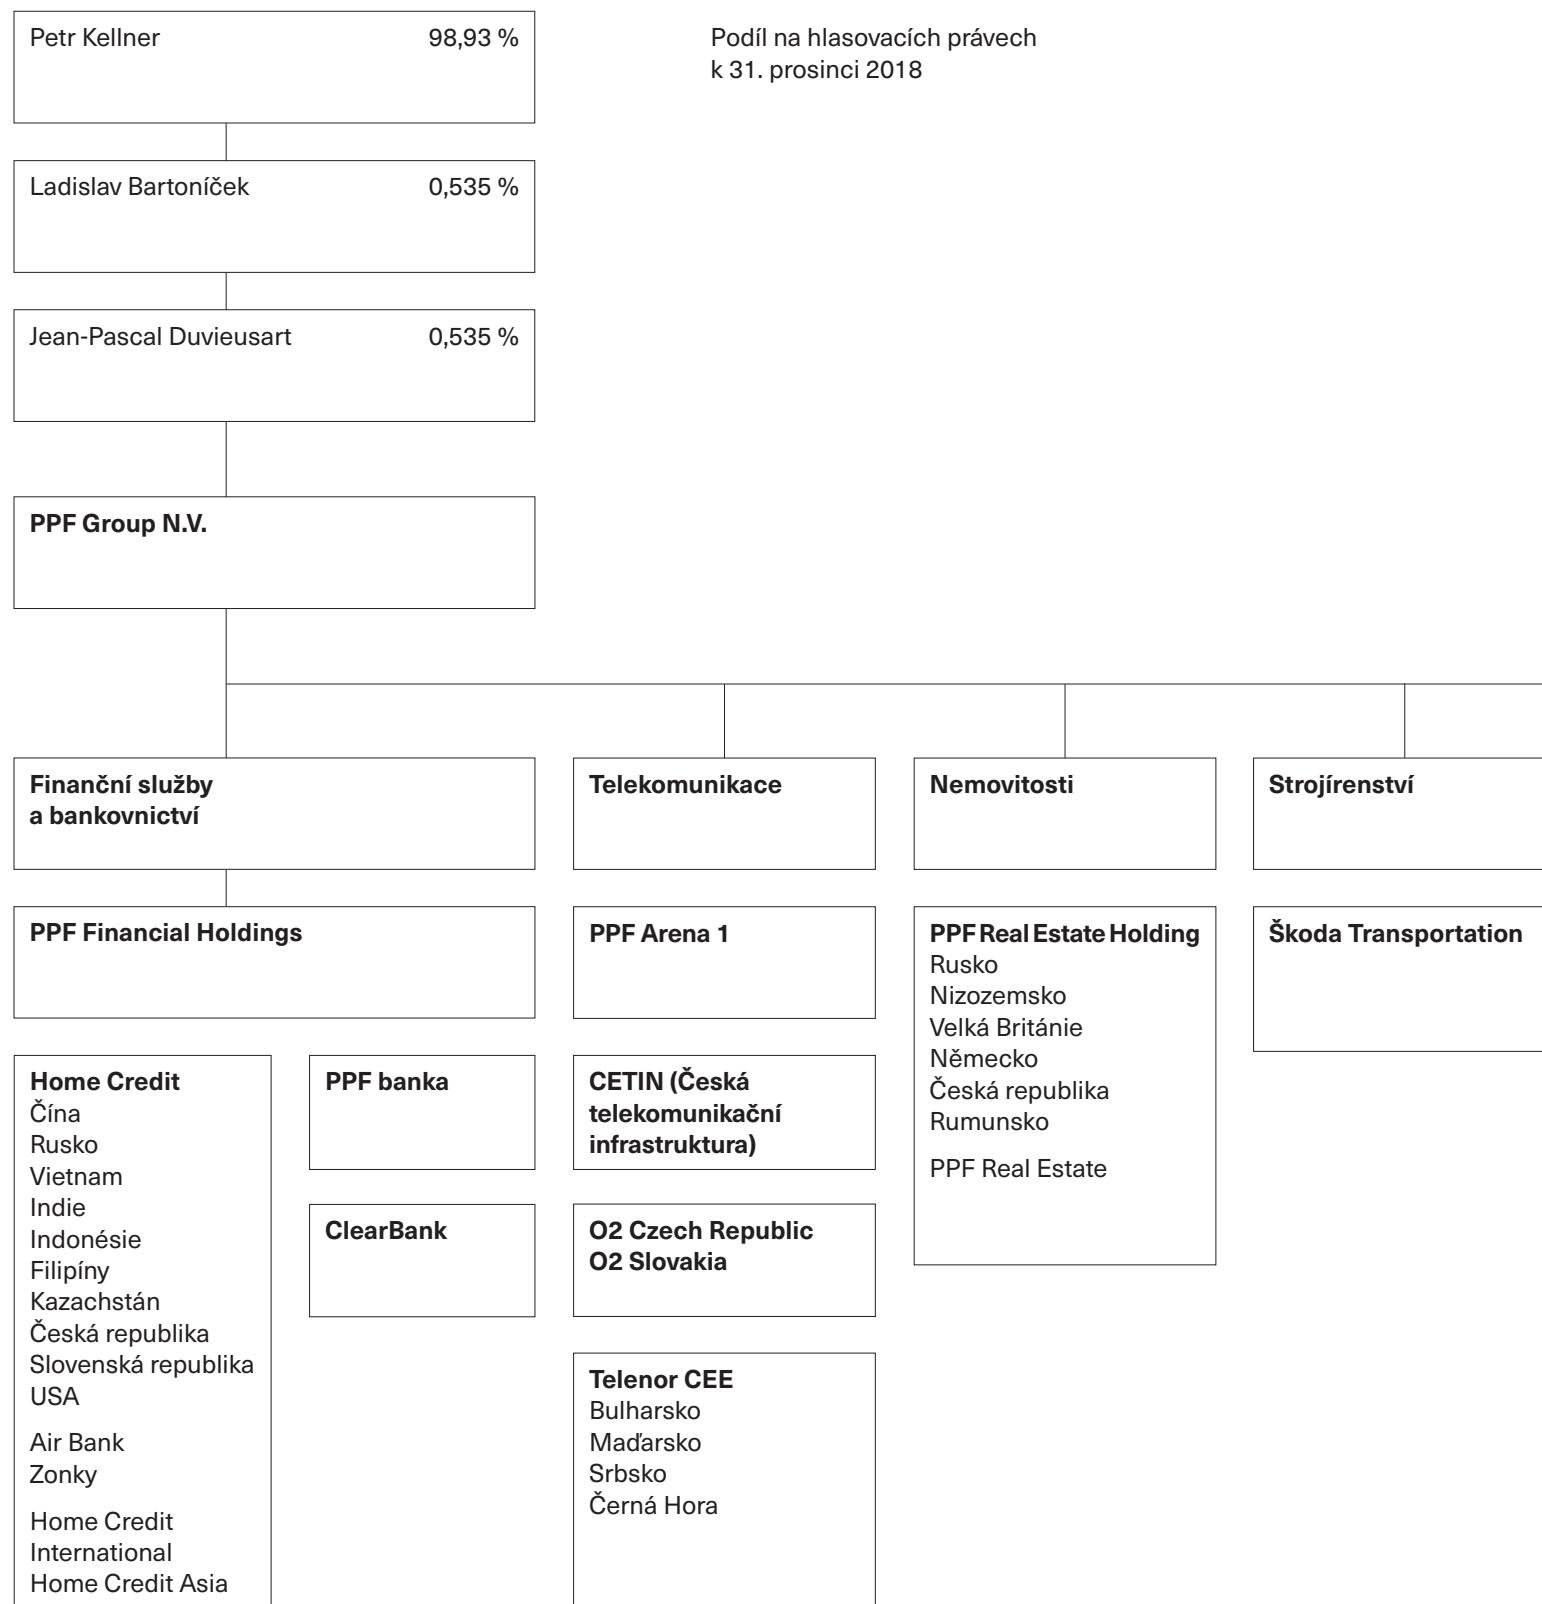 Petr Kellner 98,93 %
Podíl na hlasovacích právech
k 31. prosinci 2018
Ladislav Bartoníček 0,535 %
Jean-Pascal Duvieusart 0,535 %
PPF Group N.V.
Finanční služby
a bankovnictví
Telekomunikace
Nemovitosti
Strojírenství
PPF Financial Holdings
PPF Arena 1
PPF Real Estate Holding
Rusko
Nizozemsko
Velká Británie
Německo
Česká republika
Rumunsko
PPF Real Estate
Škoda Transportation
Home Credit
Čína
Rusko
Vietnam
Indie
Indonésie
Filipíny
Kazachstán
Česká republika
Slovenská republika
USA
Air Bank
Zonky
Home Credit
International
Home Credit Asia
PPF banka
ClearBank
CETIN (Česká
telekomunikační
infrastruktura)
O2 Czech Republic
O2 Slovakia
Telenor CEE
Bulharsko
Maďarsko
Srbsko
Černá Hora